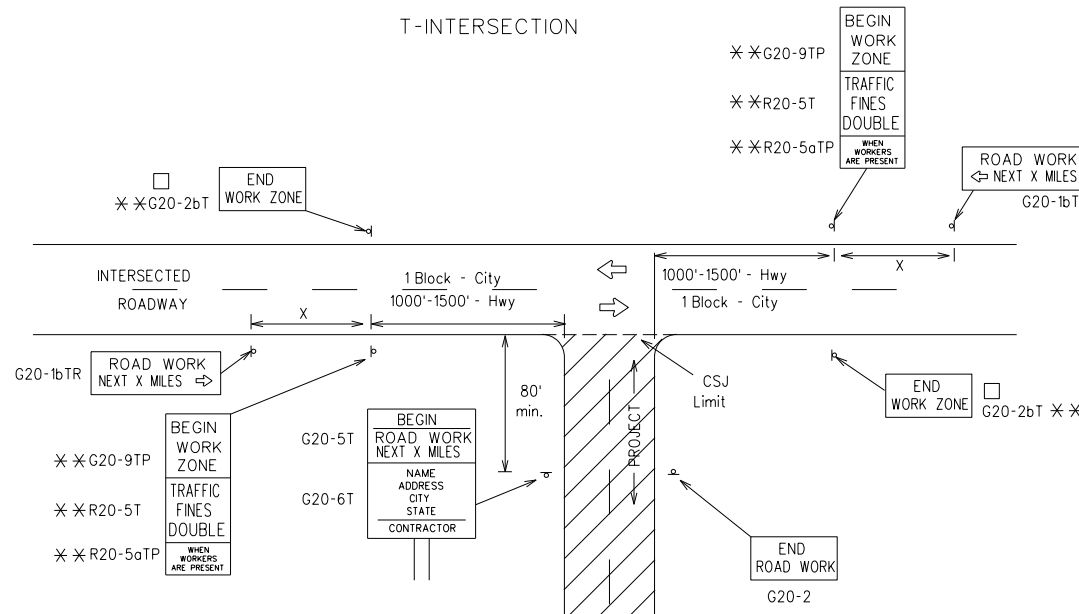 T-INTERSECTION
BEGIN
WORK
ZONE
TRAFFIC
FINES
DOUBLE
WHEN
WORKERS
ARE PRESENT
**G20-9TP
**R20-5T
**R20-5aTP
ROAD WORK
⇦ NEXT X MILES
G20-1bT
□
**G20-2bT
END
WORK ZONE
INTERSECTED
ROADWAY
1 Block - City
1000'-1500' - Hwy
1000'-1500' - Hwy
1 Block - City
X
X
G20-1bTR
ROAD WORK
NEXT X MILES ⇨
80'
min.
CSJ
Limit
PROJECT
END
WORK ZONE
□
G20-2bT **
BEGIN
WORK
ZONE
TRAFFIC
FINES
DOUBLE
WHEN
WORKERS
ARE PRESENT
**G20-9TP
**R20-5T
**R20-5aTP
G20-5T
G20-6T
BEGIN
ROAD WORK
NEXT X MILES
NAME
ADDRESS
CITY
STATE
CONTRACTOR
END
ROAD WORK
G20-2